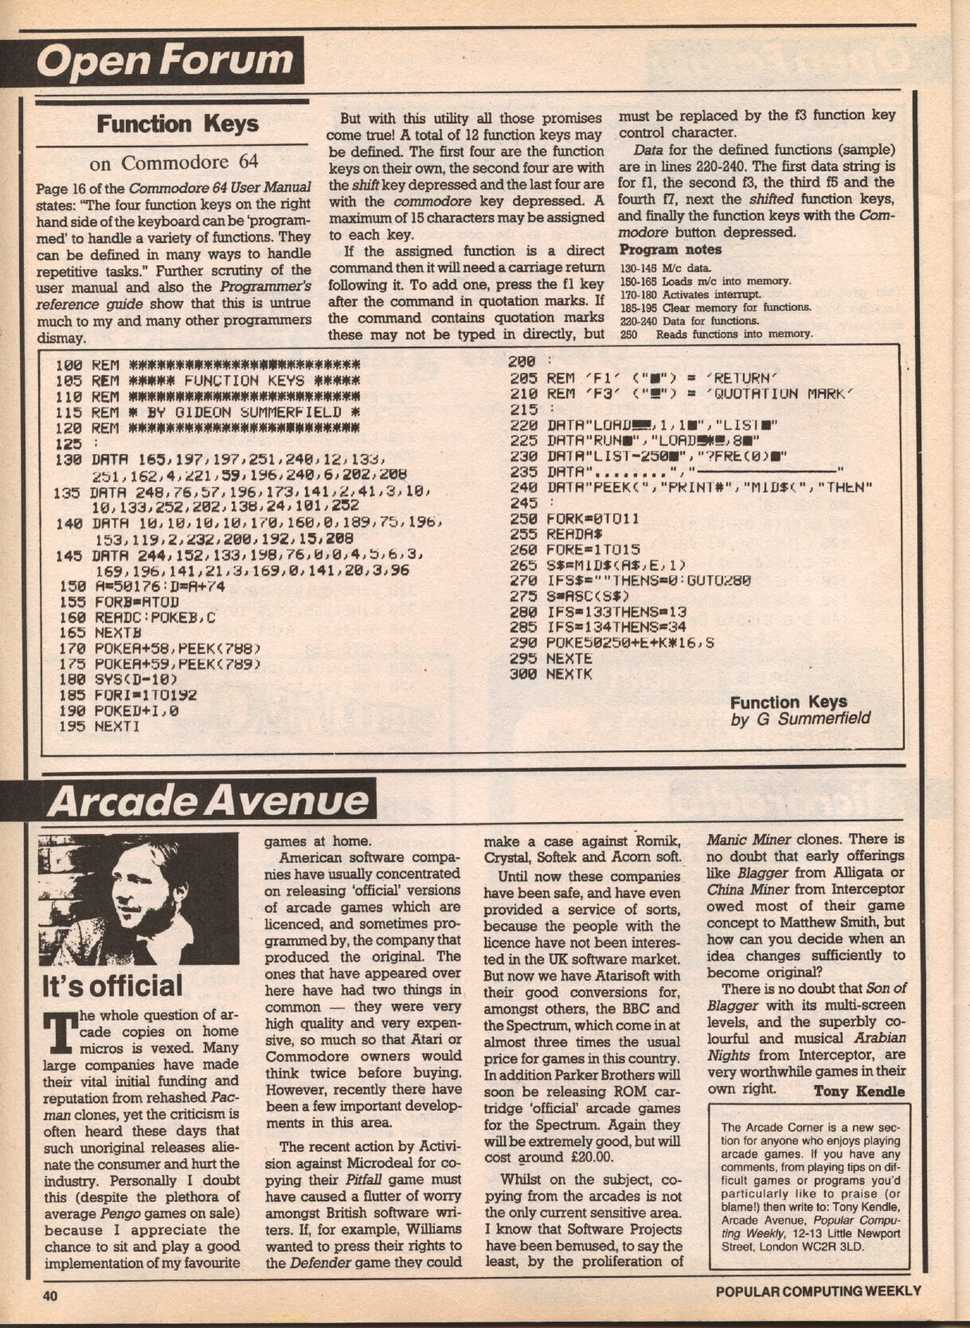 Open Forum
Function Keys
on Commodore 64
Page 16 of the Commodore 64 User Manual
states: "The four function keys on the right
hand side of the keyboard can be 'program-
med' to handle a variety of functions. They
can be defined in many ways to handle
repetitive tasks." Further scrutiny of the
user manual and also the Programmer's
reference guide show that this is untrue
much to my and many other programmers
dismay.
But with this utility all those promises
come true! A total of 12 function keys may
be defined. The first four are the function
keys on their own, the second four are with
the shift key depressed and the last four are
with the commodore key depressed. A
maximum of 15 characters may be assigned
to each key.
If the assigned function is a direct
command then it will need a carriage return
following it. To add one, press the f1 key
after the command in quotation marks. If
the command contains quotation marks
these may not be typed in directly, but
must be replaced by the f3 function key
control character.
Data for the defined functions (sample)
are in lines 220-240. The first data string is
for f1, the second f3, the third f5 and the
fourth f7, next the shifted function keys,
and finally the function keys with the Com-
modore button depressed.
Program notes
130-145 M/c data.
150-165 Loads m/c into memory.
170-180 Activates interrupt.
185-195 Clear memory for functions.
220-240 Data for functions.
250 Reads functions into memory.
100 REM *************************
105 REM ***** FUNCTION KEYS *****
110 REM *************************
115 REM * BY GIDEON SUMMERFIELD *
120 REM *************************
125 :
130 DATA 165,197,197,251,240,12,133,
251,162,4,221,59,196,240,6,202,208
135 DATA 248,76,57,196,173,141,2,41,3,10,
10,133,252,202,138,24,101,252
140 DATA 10,10,10,10,170,160,0,189,75,196,
153,119,2,232,200,192,15,208
145 DATA 244,152,133,198,76,0,0,4,5,6,3,
169,196,141,21,3,169,0,141,20,3,96
150 A=50176:D=A+74
155 FORB=ATOD
160 READC:POKEB,C
165 NEXTB
170 POKEA+58,PEEK(788)
175 POKEA+59,PEEK(789)
180 SYS(D-10)
185 FORI=1TO192
190 POKED+I,0
195 NEXTI
200 :
205 REM 'F1' ("■") = 'RETURN'
210 REM 'F3' ("") = 'QUOTATION MARK'
215 :
220 DATA"LOAD,1,1■","LIST■"
225 DATA"RUN■","LOAD*,8■"
230 DATA"LIST-250■","?FRE(0)■"
235 DATA"........","────────────"
240 DATA"PEEK(","PRINT#","MID$(","THEN"
245 :
250 FORK=0TO11
255 READA$
260 FORE=1TO15
265 S$=MID$(A$,E,1)
270 IFS$=""THENS=0:GOTO280
275 S=ASC(S$)
280 IFS=133THENS=13
285 IFS=134THENS=34
290 POKE50250+E+K*16,S
295 NEXTE
300 NEXTK
Function Keys
by G Summerfield
Arcade Avenue
It's official
The whole question of ar-
cade copies on home
micros is vexed. Many
large companies have made
their vital initial funding and
reputation from rehashed Pac-
man clones, yet the criticism is
often heard these days that
such unoriginal releases alie-
nate the consumer and hurt the
industry. Personally I doubt
this (despite the plethora of
average Pengo games on sale)
because I appreciate the
chance to sit and play a good
implementation of my favourite
games at home.
American software compa-
nies have usually concentrated
on releasing 'official' versions
of arcade games which are
licenced, and sometimes pro-
grammed by, the company that
produced the original. The
ones that have appeared over
here have had two things in
common — they were very
high quality and very expen-
sive, so much so that Atari or
Commodore owners would
think twice before buying.
However, recently there have
been a few important develop-
ments in this area.
The recent action by Activi-
sion against Microdeal for co-
pying their Pitfall game must
have caused a flutter of worry
amongst British software wri-
ters. If, for example, Williams
wanted to press their rights to
the Defender game they could
make a case against Romik,
Crystal, Softek and Acorn soft.
Until now these companies
have been safe, and have even
provided a service of sorts,
because the people with the
licence have not been interes-
ted in the UK software market.
But now we have Atarisoft with
their good conversions for,
amongst others, the BBC and
the Spectrum, which come in at
almost three times the usual
price for games in this country.
In addition Parker Brothers will
soon be releasing ROM car-
tridge 'official' arcade games
for the Spectrum. Again they
will be extremely good, but will
cost around £20.00.
Whilst on the subject, co-
pying from the arcades is not
the only current sensitive area.
I know that Software Projects
have been bemused, to say the
least, by the proliferation of
Manic Miner clones. There is
no doubt that early offerings
like Blagger from Alligata or
China Miner from Interceptor
owed most of their game
concept to Matthew Smith, but
how can you decide when an
idea changes sufficiently to
become original?
There is no doubt that Son of
Blagger with its multi-screen
levels, and the superbly co-
lourful and musical Arabian
Nights from Interceptor, are
very worthwhile games in their
own right. Tony Kendle
The Arcade Corner is a new sec-
tion for anyone who enjoys playing
arcade games. If you have any
comments, from playing tips on dif-
ficult games or programs you'd
particularly like to praise (or
blame!) then write to: Tony Kendle,
Arcade Avenue, Popular Compu-
ting Weekly, 12-13 Little Newport
Street, London WC2R 3LD.
40
POPULAR COMPUTING WEEKLY